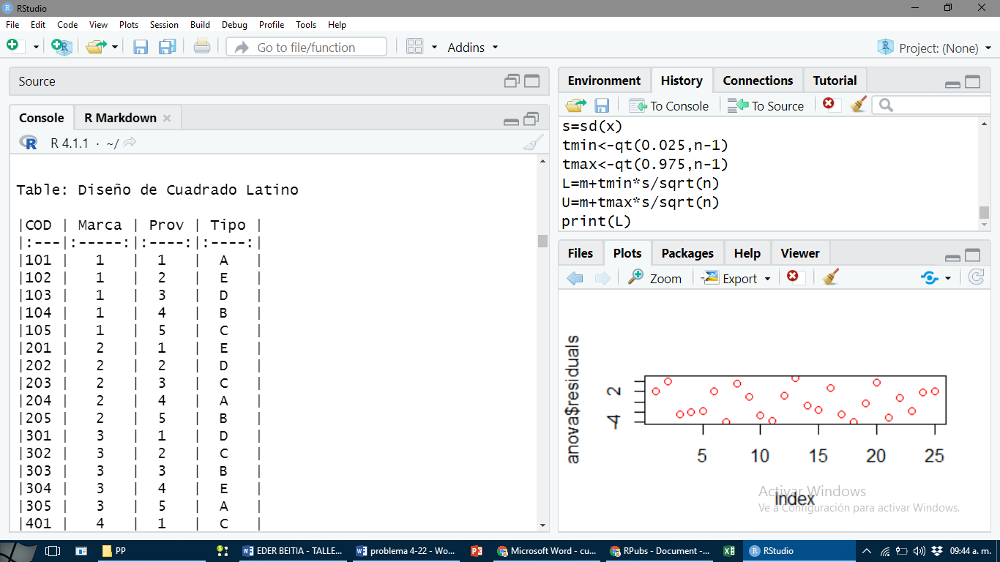 RStudio
File Edit Code View Plots Session Build Debug Profile Tools Help
Go to file/function
Addins
Project: (None)
Source
Console R Markdown
R 4.1.1 · ~/
Table: Diseño de Cuadrado Latino
|COD | Marca | Prov | Tipo |
|:---|:-----:|:----:|:----:|
|101 | 1 | 1 | A |
|102 | 1 | 2 | E |
|103 | 1 | 3 | D |
|104 | 1 | 4 | B |
|105 | 1 | 5 | C |
|201 | 2 | 1 | E |
|202 | 2 | 2 | D |
|203 | 2 | 3 | C |
|204 | 2 | 4 | A |
|205 | 2 | 5 | B |
|301 | 3 | 1 | D |
|302 | 3 | 2 | C |
|303 | 3 | 3 | B |
|304 | 3 | 4 | E |
|305 | 3 | 5 | A |
|401 | 4 | 1 | C |
Environment History Connections Tutorial
To Console To Source
s=sd(x)
tmin<-qt(0.025,n-1)
tmax<-qt(0.975,n-1)
L=m+tmin*s/sqrt(n)
U=m+tmax*s/sqrt(n)
print(L)
Files Plots Packages Help Viewer
Zoom Export
anova$residuals
2
-4
5 10 15 20 25
Index
Activar Windows
Ve a Configuración para activar Windows.
PP
EDER BEITIA - TALLE...
problema 4-22 - Wo...
Microsoft Word - cu...
RPubs - Document -...
RStudio
09:44 a. m.